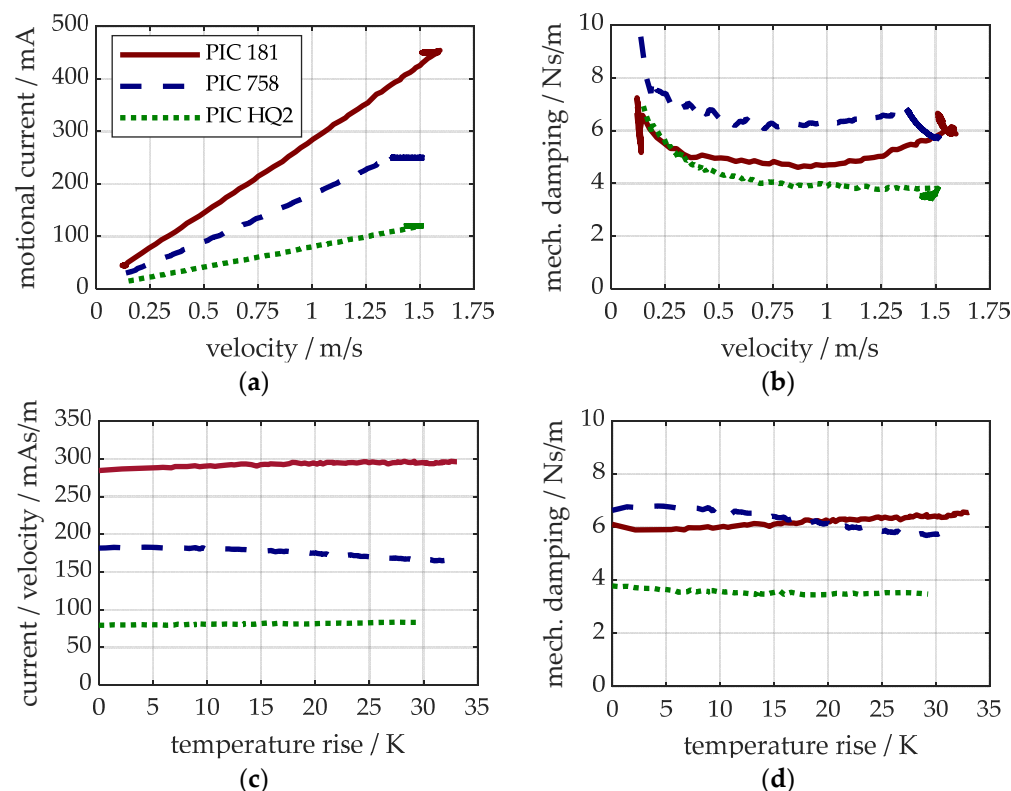 motional current / mA
500
400
300
200
100
0
PIC 181
PIC 758
PIC HQ2
0 0.25 0.5 0.75 1 1.25 1.5 1.75
velocity / m/s
(a)
mech. damping / Ns/m
10
8
6
4
2
0
0 0.25 0.5 0.75 1 1.25 1.5 1.75
velocity / m/s
(b)
current / velocity / mAs/m
350
300
250
200
150
100
50
0
0 5 10 15 20 25 30 35
temperature rise / K
(c)
mech. damping / Ns/m
10
8
6
4
2
0
0 5 10 15 20 25 30 35
temperature rise / K
(d)